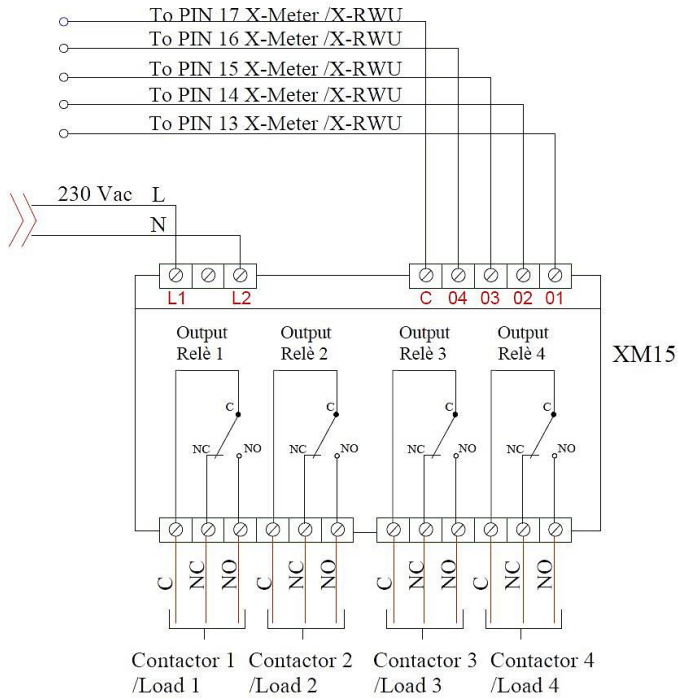 To PIN 17 X-Meter /X-RWU
To PIN 16 X-Meter /X-RWU
To PIN 15 X-Meter /X-RWU
To PIN 14 X-Meter /X-RWU
To PIN 13 X-Meter /X-RWU
230 Vac L
N
L1 L2 C 04 03 02 01
Output Output Output Output
Relè 1 Relè 2 Relè 3 Relè 4
XM15
C C C C
NC NO NC NO NC NO NC NO
C NC NO C NC NO C NC NO C NC NO
Contactor 1 Contactor 2 Contactor 3 Contactor 4
/Load 1 /Load 2 /Load 3 /Load 4